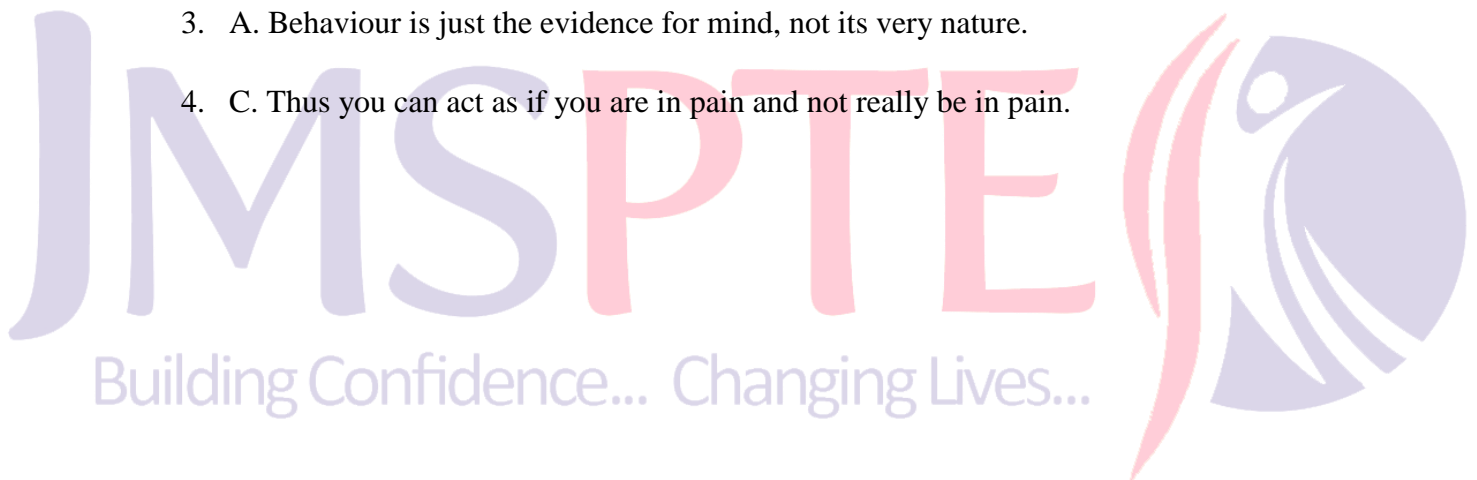 3. A. Behaviour is just the evidence for mind, not its very nature.
4. C. Thus you can act as if you are in pain and not really be in pain.
JMSPTE
Building Confidence... Changing Lives...